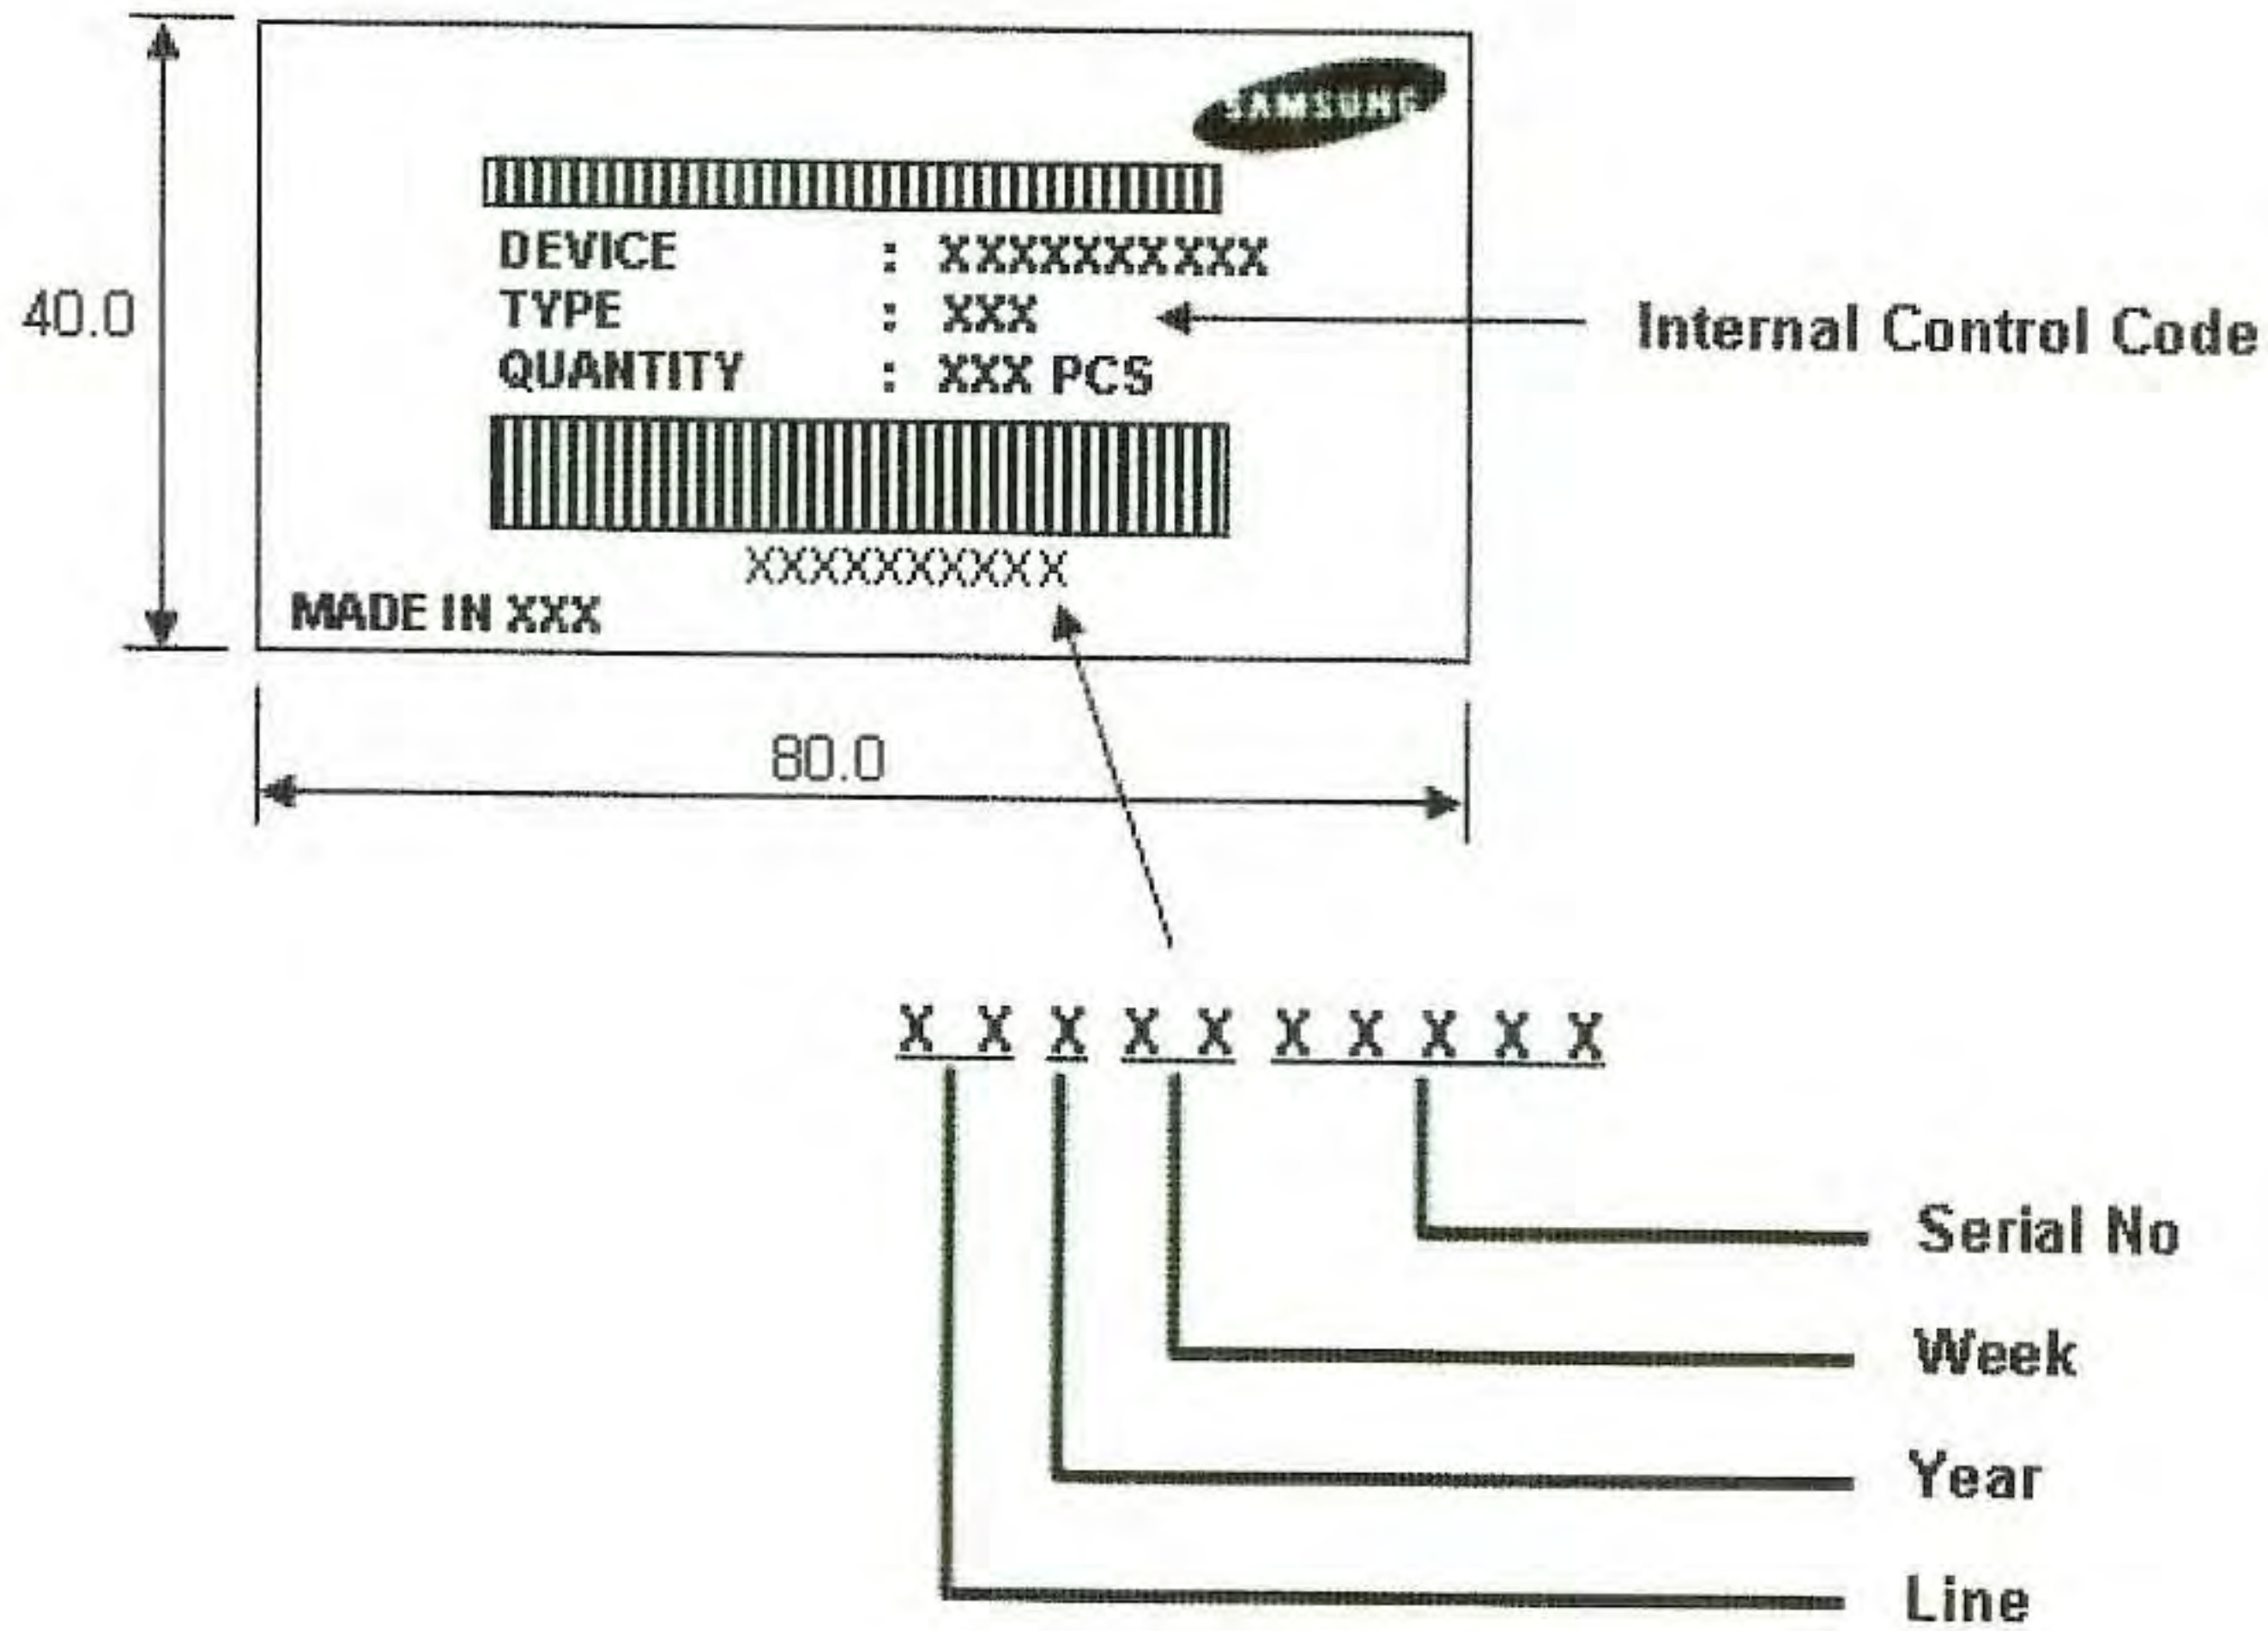 SAMSUNG
DEVICE : XXXXXXXXXX
TYPE : XXX
QUANTITY : XXX PCS
XXXXXXXXXX
MADE IN XXX
40.0
Internal Control Code
80.0
X X X X X X X X X X
Serial No
Week
Year
Line